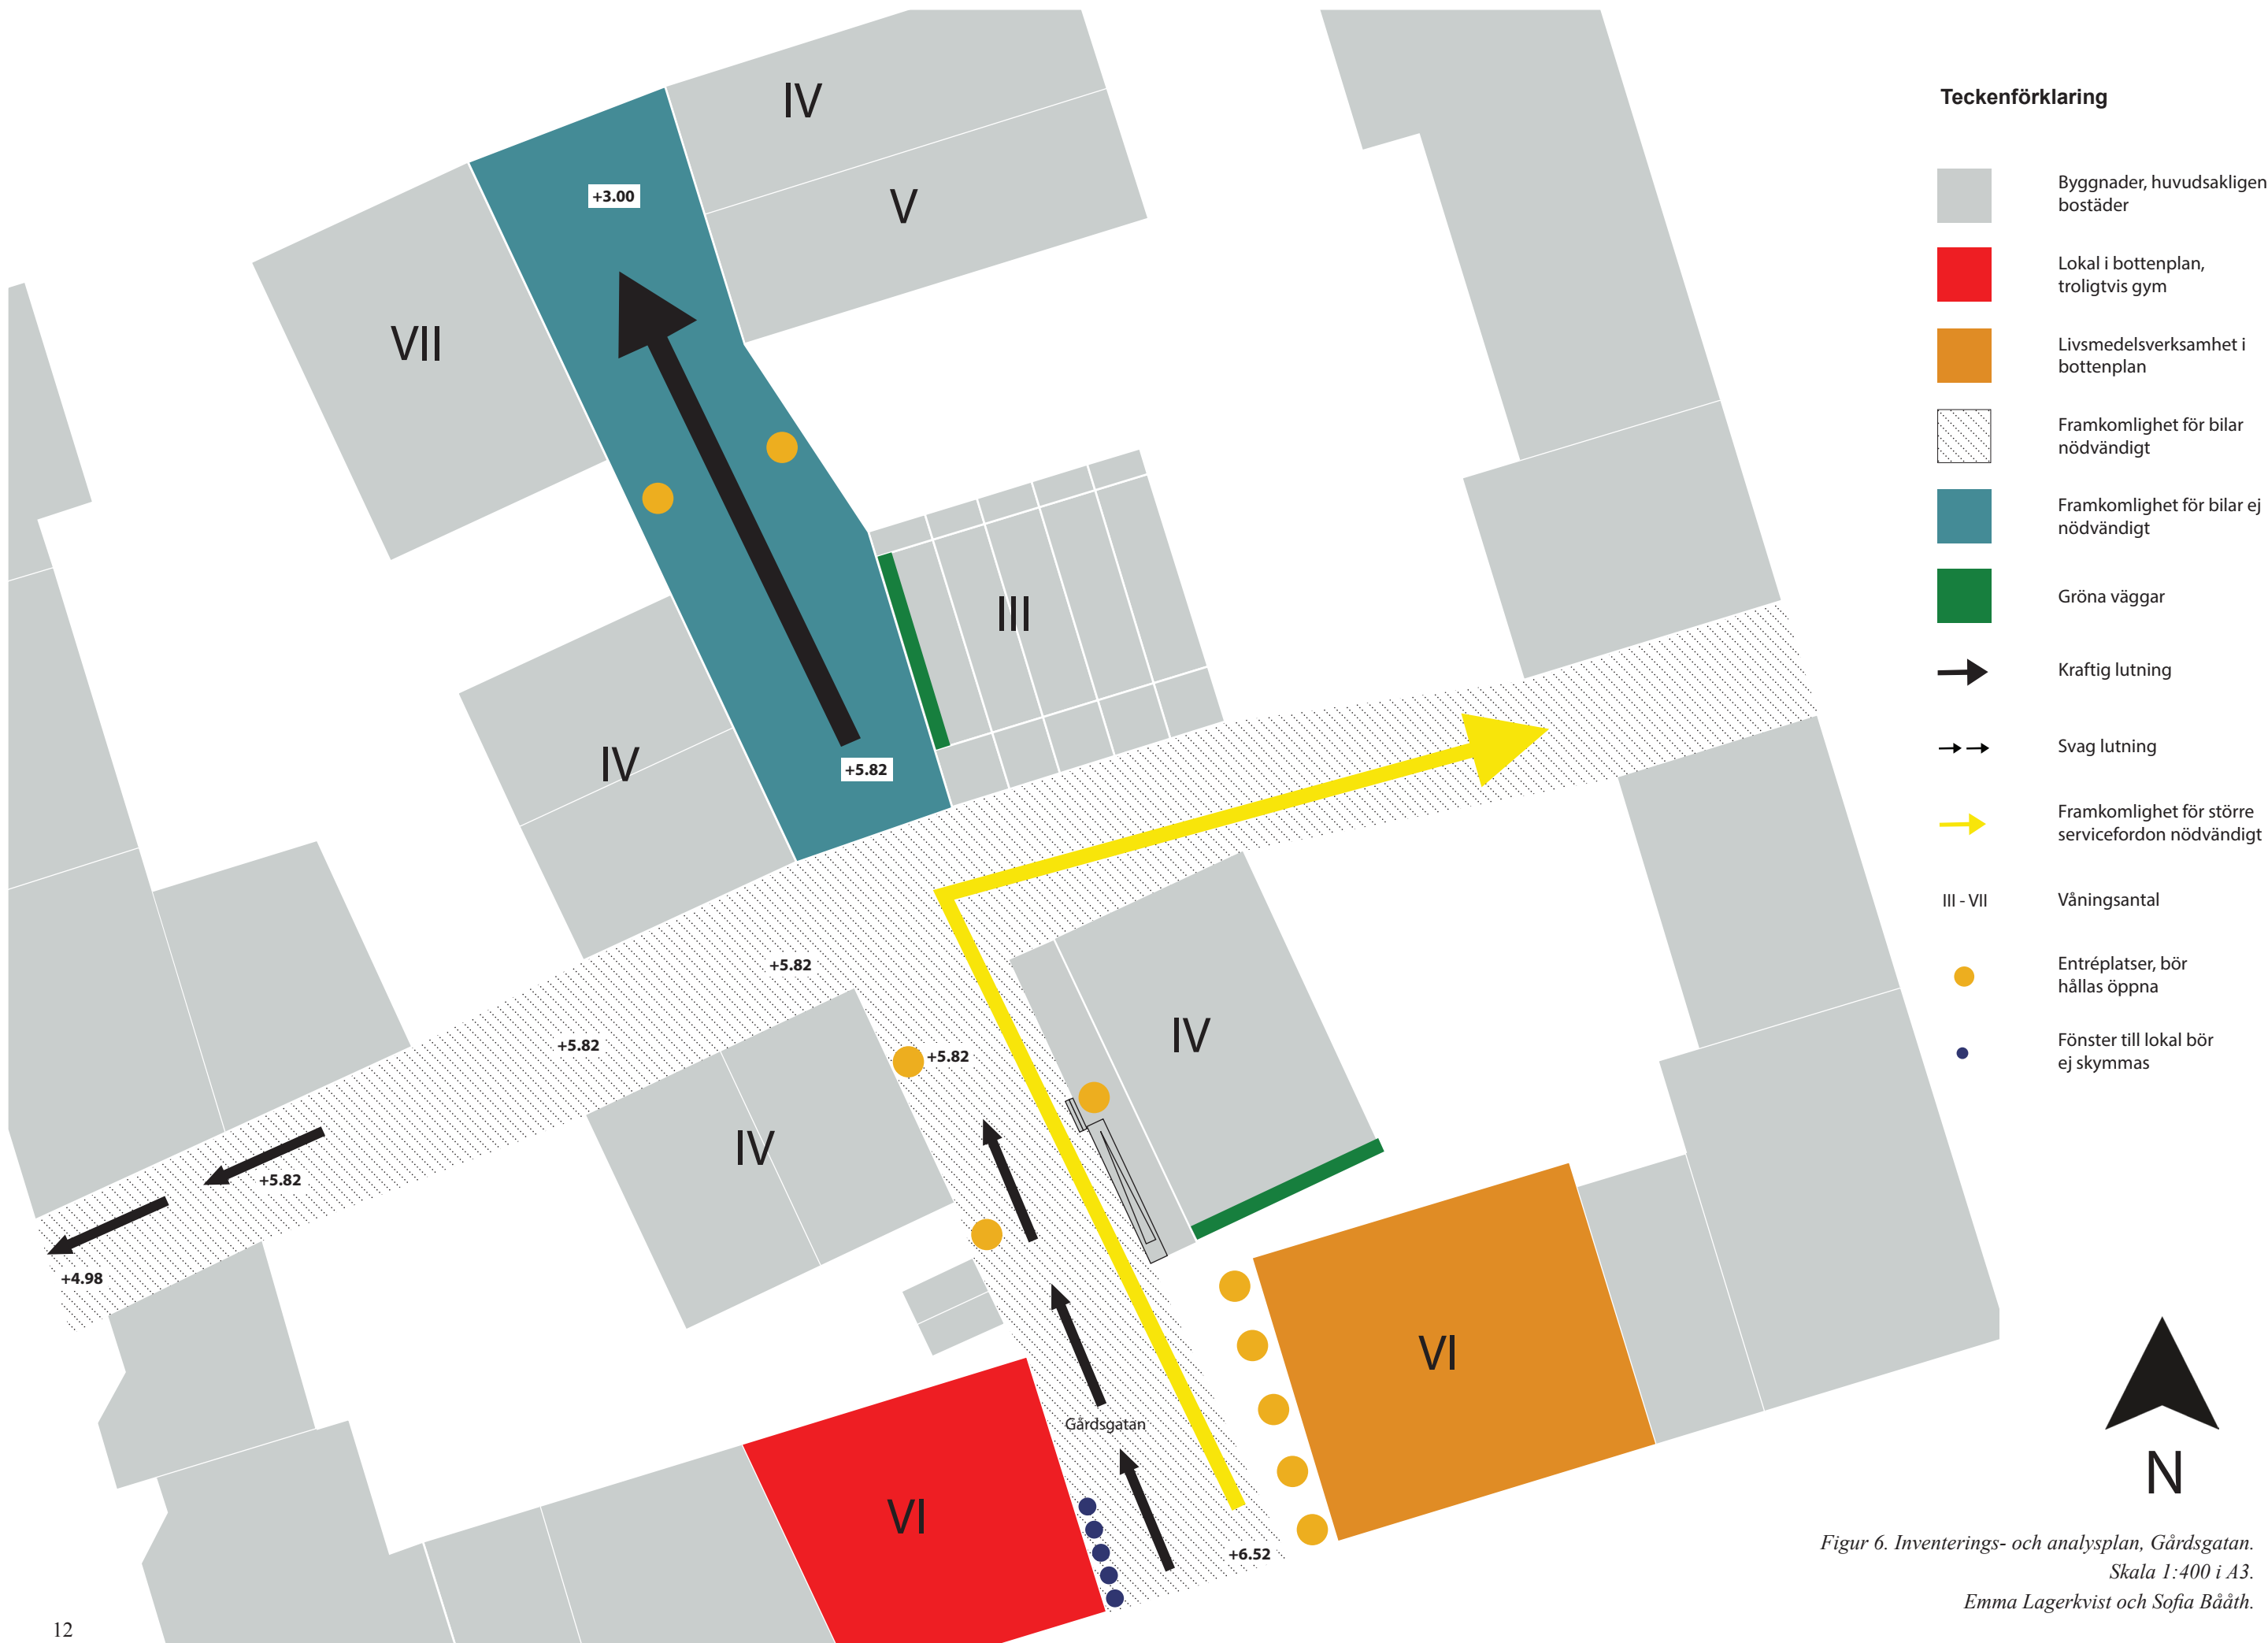 IV
+3.00
V
VII
III
IV
+5.82
+5.82
IV
+5.82
+5.82
IV
+5.82
+4.98
VI
Gårdsgatan
VI
+6.52
Teckenförklaring
Byggnader, huvudsakligen
bostäder
Lokal i bottenplan,
troligtvis gym
Livsmedelsverksamhet i
bottenplan
Framkomlighet för bilar
nödvändigt
Framkomlighet för bilar ej
nödvändigt
Gröna väggar
Kraftig lutning
Svag lutning
Framkomlighet för större
servicefordon nödvändigt
III - VII Våningsantal
Entréplatser, bör
hållas öppna
Fönster till lokal bör
ej skymmas
N
Figur 6. Inventerings- och analysplan, Gårdsgatan.
Skala 1:400 i A3.
Emma Lagerkvist och Sofia Bååth.
12